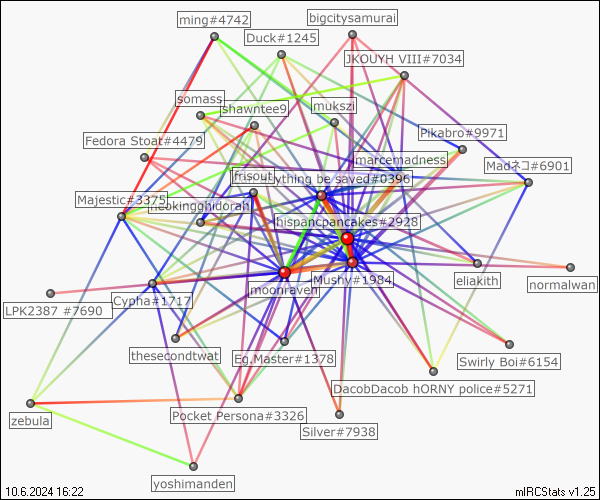 ming#4742
bigcitysamurai
Duck#1245
JKOUYH VIII#7034
somass
shawntee9
mukszi
Pikabro#9971
Fedora Stoat#4479
marcemadness
Madネコ#6901
frisout
ything be saved#0396
Majestic#3375
neokingghidorah
hispancpancakes#2928
moonraven
Mushy#1984
eliakith
normalwan
LPK2387 #7690
Cypha#1717
thesecondtwat
Eg.Master#1378
Swirly Boi#6154
DacobDacob hORNY police#5271
zebula
Pocket Persona#3326
Silver#7938
yoshimanden
10.6.2024 16:22
mIRCStats v1.25